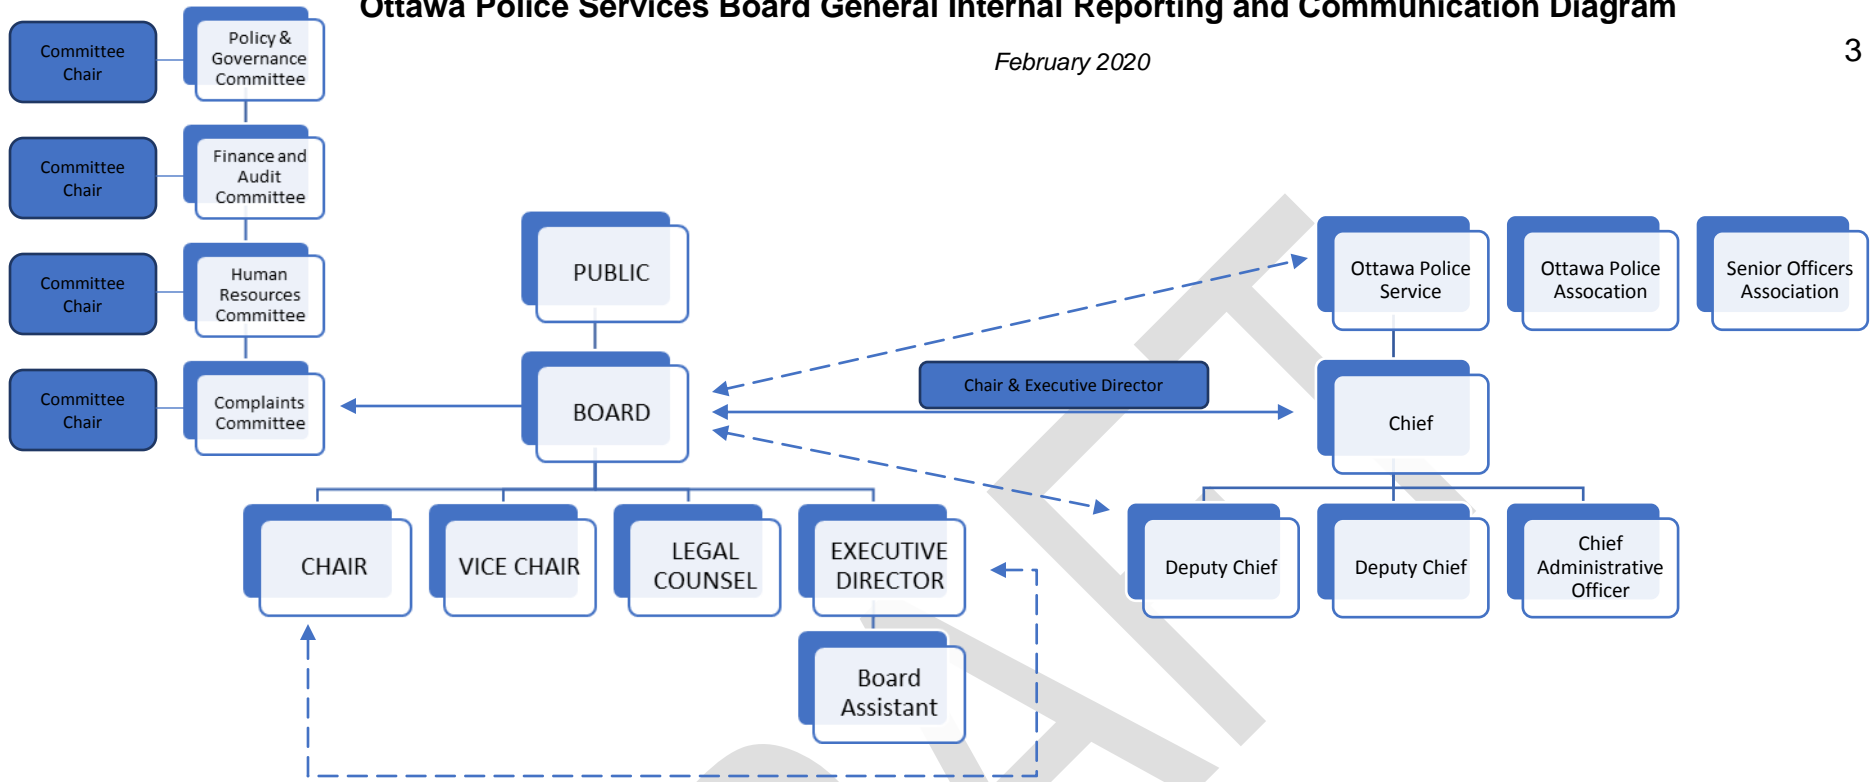 Ottawa Police Services Board General Internal Reporting and Communication Diagram
February 2020
3
Committee
Chair
Policy &
Governance
Committee
Committee
Chair
Finance and
Audit
Committee
Committee
Chair
Human
Resources
Committee
Committee
Chair
Complaints
Committee
PUBLIC
BOARD
Chair & Executive Director
Ottawa Police
Service
Ottawa Police
Assocation
Senior Officers
Association
Chief
CHAIR
VICE CHAIR
LEGAL
COUNSEL
EXECUTIVE
DIRECTOR
Board
Assistant
Deputy Chief
Deputy Chief
Chief
Administrative
Officer